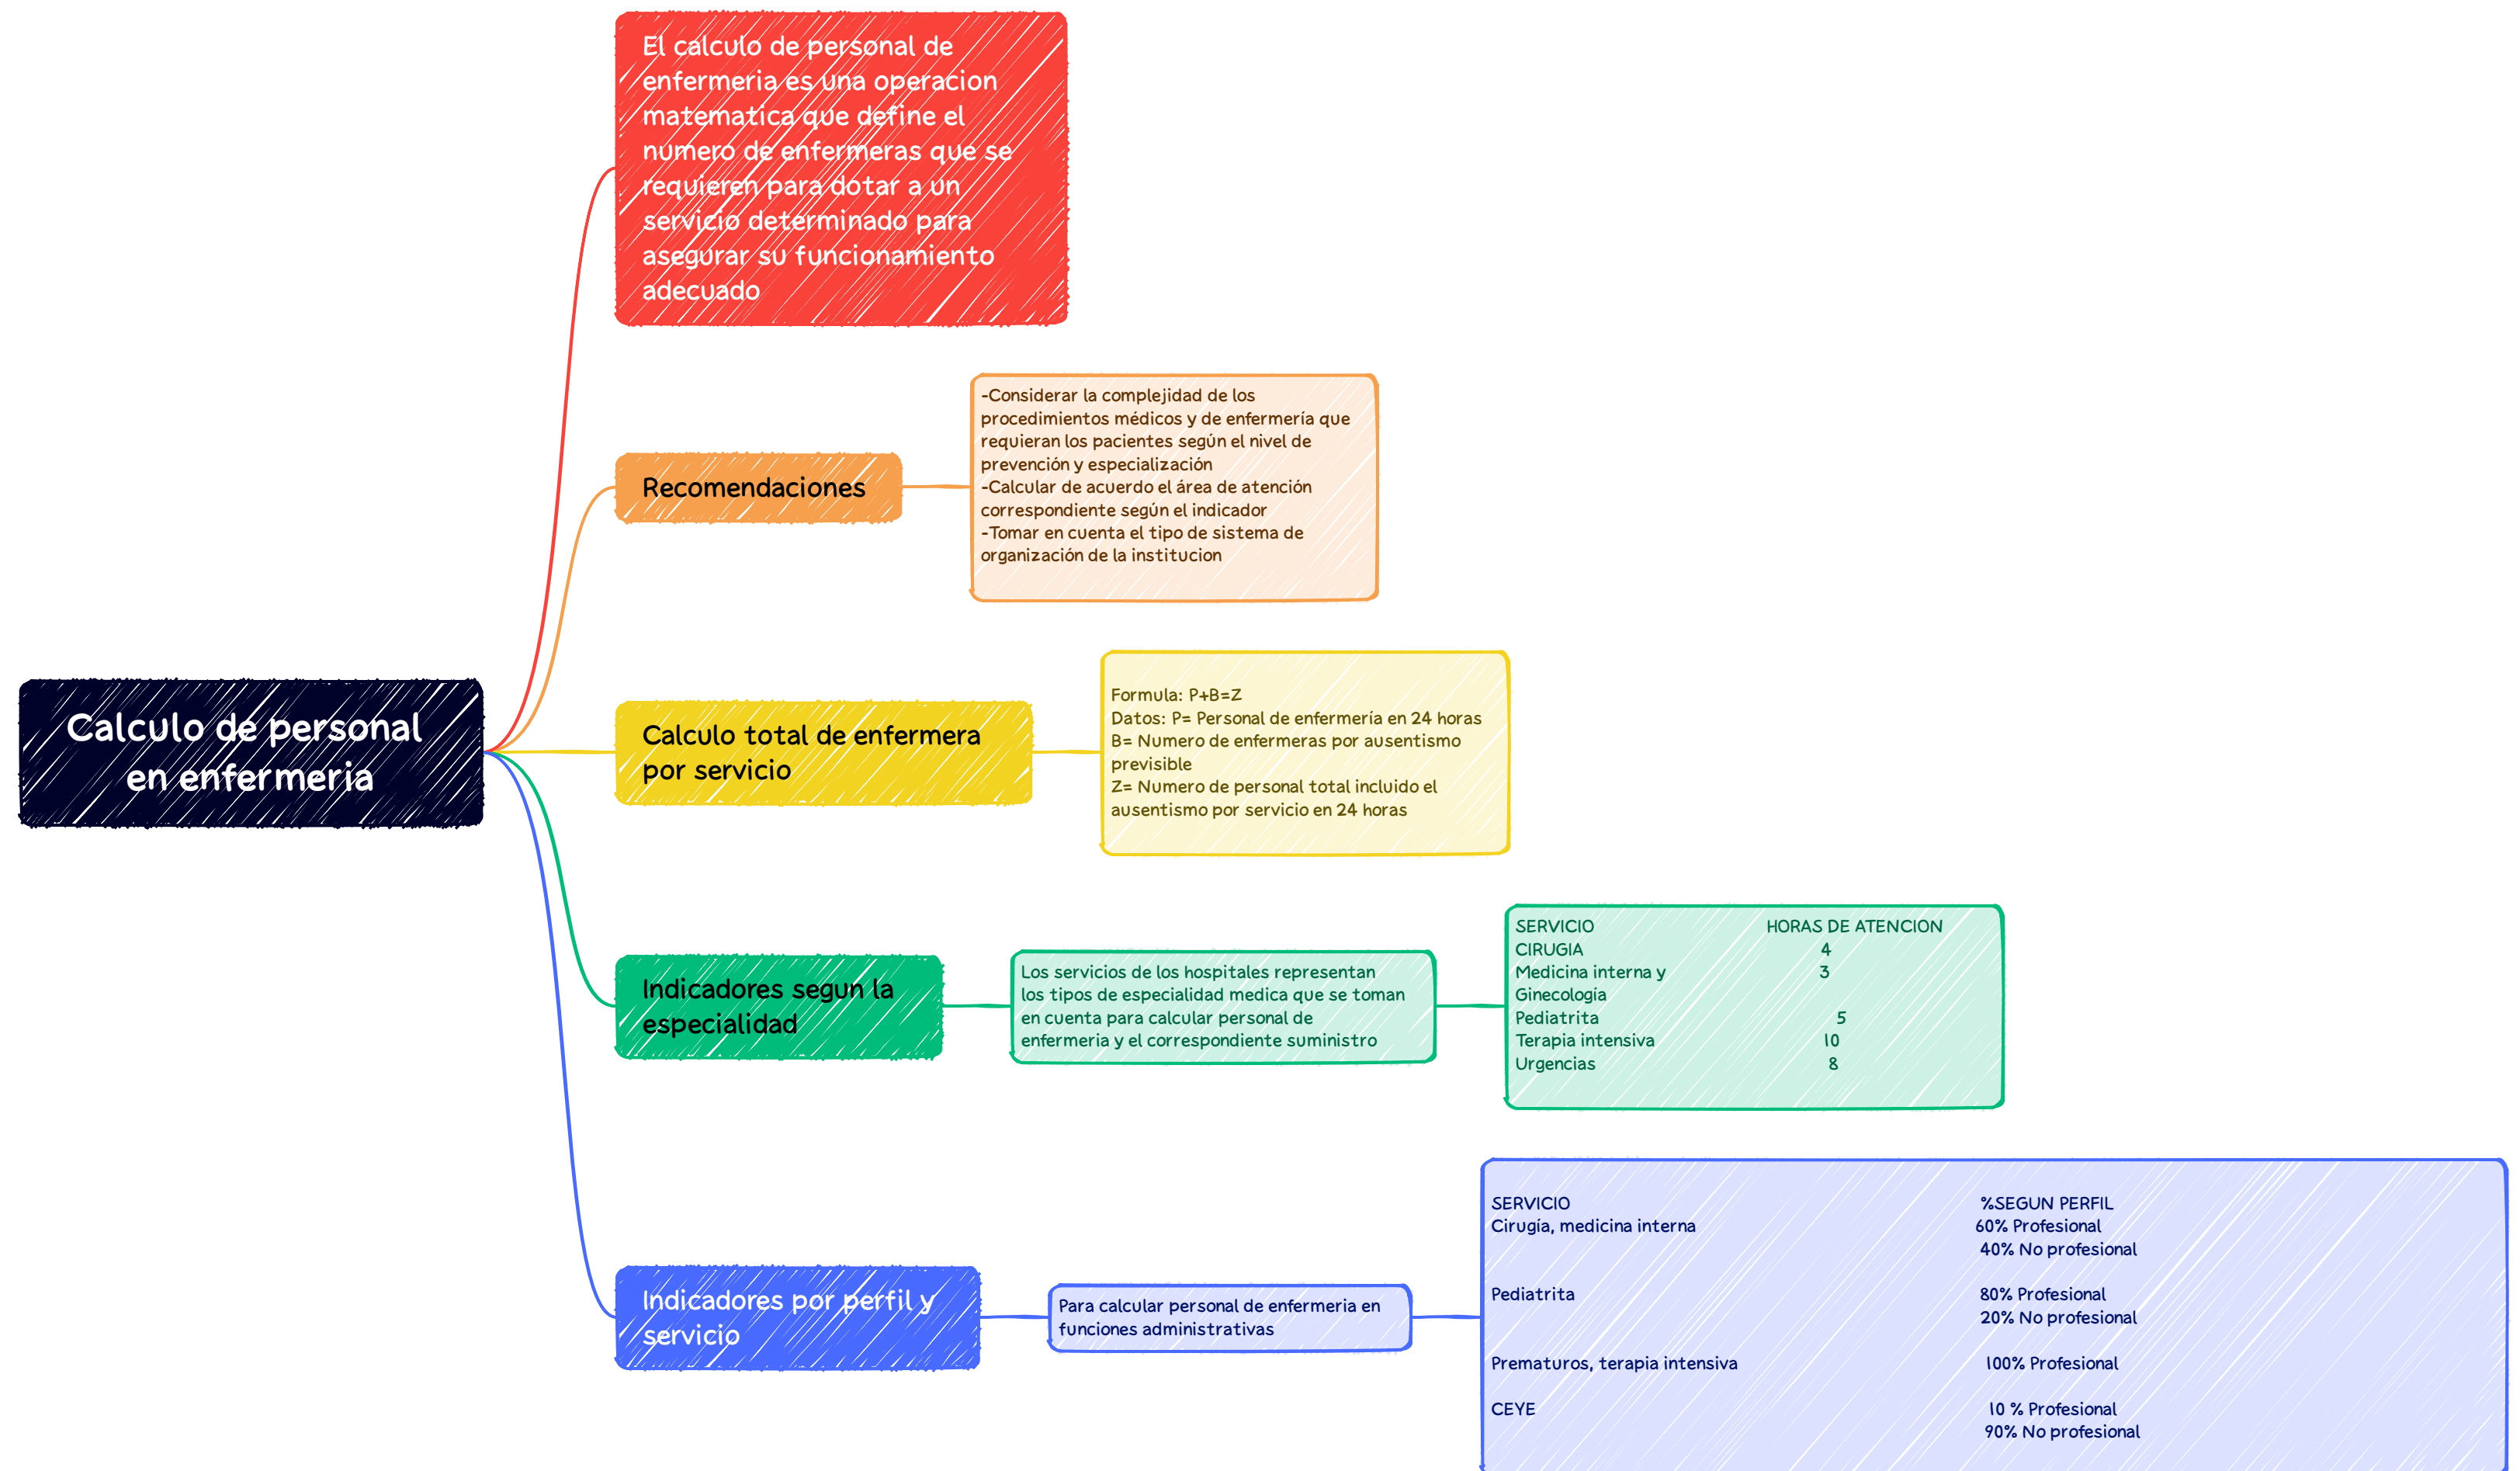 El calculo de personal de
enfermeria es una operacion
matematica que define el
numero de enfermeras que se
requieren para dotar a un
servicio determinado para
asegurar su funcionamiento
adecuado
Recomendaciones
-Considerar la complejidad de los
procedimientos médicos y de enfermería que
requieran los pacientes según el nivel de
prevención y especialización
-Calcular de acuerdo el área de atención
correspondiente según el indicador
-Tomar en cuenta el tipo de sistema de
organización de la institucion
Calculo de personal
en enfermeria
Calculo total de enfermera
por servicio
Formula: P+B=Z
Datos: P= Personal de enfermería en 24 horas
B= Numero de enfermeras por ausentismo
previsible
Z= Numero de personal total incluido el
ausentismo por servicio en 24 horas
Indicadores segun la
especialidad
Los servicios de los hospitales representan
los tipos de especialidad medica que se toman
en cuenta para calcular personal de
enfermeria y el correspondiente suministro
SERVICIO HORAS DE ATENCION
CIRUGIA 4
Medicina interna y 3
Ginecología
Pediatrita 5
Terapia intensiva 10
Urgencias 8
Indicadores por perfil y
servicio
Para calcular personal de enfermeria en
funciones administrativas
SERVICIO %SEGUN PERFIL
Cirugía, medicina interna 60% Profesional
40% No profesional
Pediatrita 80% Profesional
20% No profesional
Prematuros, terapia intensiva 100% Profesional
CEYE 10 % Profesional
90% No profesional